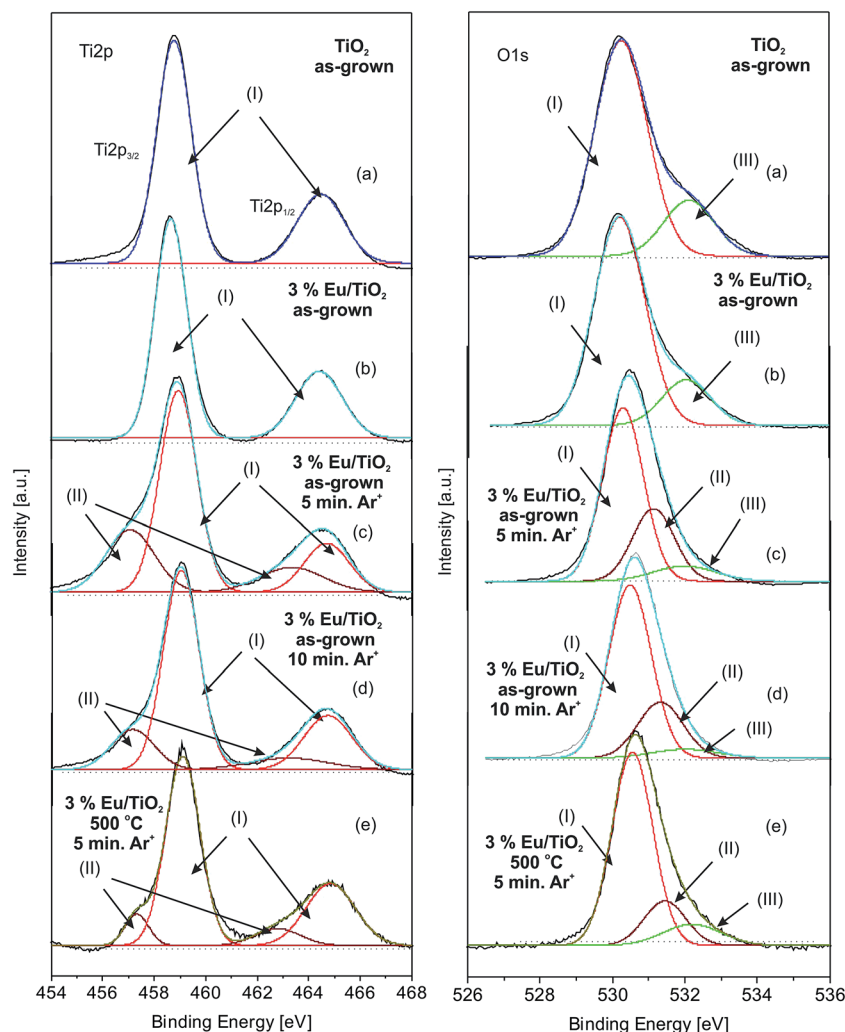 Ti2p
TiO2
as-grown
(I)
Ti2p3/2
(a)
Ti2p1/2
3 % Eu/TiO2
as-grown
(I)
(b)
3 % Eu/TiO2
as-grown
5 min. Ar+
(I)
(II)
(c)
3 % Eu/TiO2
as-grown
10 min. Ar+
(I)
(II)
(d)
3 % Eu/TiO2
500 °C
5 min. Ar+
(I)
(II)
(e)
Intensity [a.u.]
454 456 458 460 462 464 466 468
Binding Energy [eV]
O1s
TiO2
as-grown
(I)
(III)
(a)
3 % Eu/TiO2
as-grown
(I)
(III)
(b)
(I)
3 % Eu/TiO2
as-grown
5 min. Ar+
(II)
(III)
(c)
(I)
3 % Eu/TiO2
as-grown
10 min. Ar+
(II)
(d)
(III)
(I)
3 % Eu/TiO2
500 °C
5 min. Ar+
(e)
(II)
(III)
Intensity [a.u.]
526 528 530 532 534 536
Binding Energy [eV]